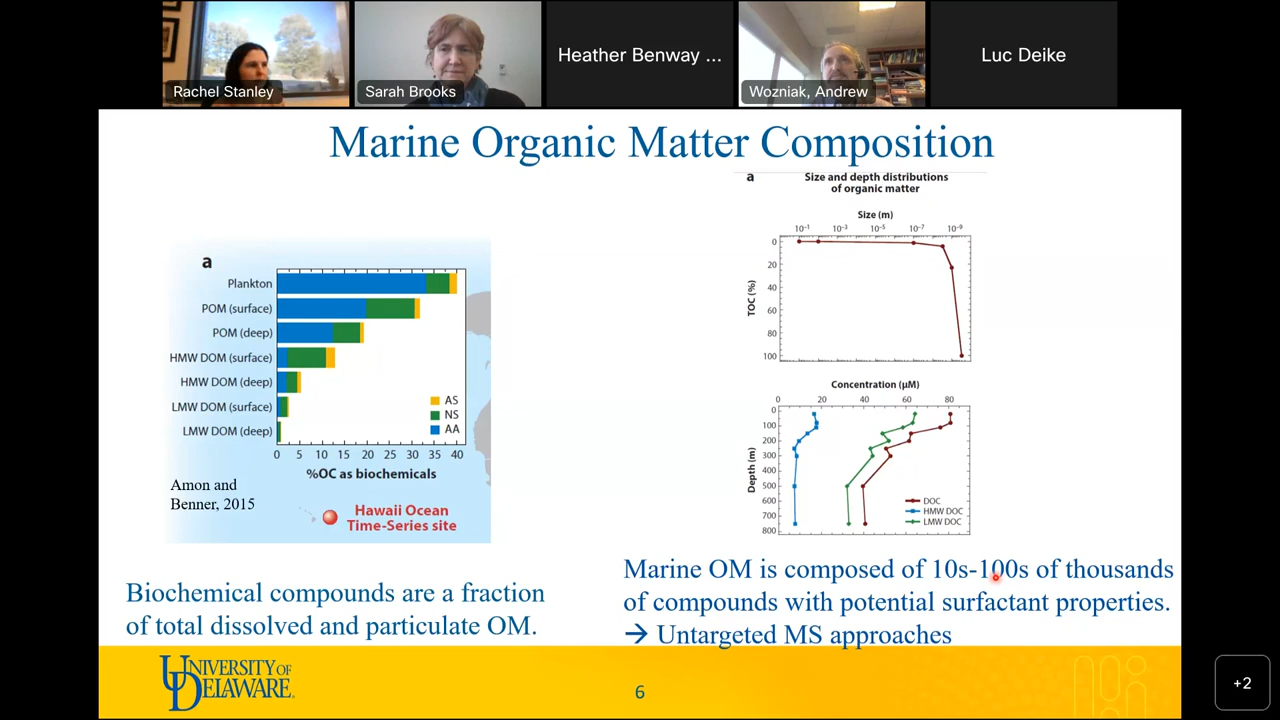 Rachel Stanley
Sarah Brooks
Heather Benway ...
Wozniak, Andrew
Luc Deike
Marine Organic Matter Composition
a
Plankton
POM (surface)
POM (deep)
HMW DOM (surface)
HMW DOM (deep)
LMW DOM (surface)
LMW DOM (deep)
AS
NS
AA
0 5 10 15 20 25 30 35 40
%OC as biochemicals
Amon and
Benner, 2015
Hawaii Ocean
Time-Series site
Biochemical compounds are a fraction
of total dissolved and particulate OM.
a
Size and depth distributions
of organic matter
Size (m)
10⁻¹ 10⁻³ 10⁻⁵ 10⁻⁷ 10⁻⁹
TOC (%)
0
20
40
60
80
100
Concentration (μM)
0 20 40 60 80
Depth (m)
0
100
200
300
400
500
600
700
800
DOC
HMW DOC
LMW DOC
Marine OM is composed of 10s-100s of thousands
of compounds with potential surfactant properties.
→ Untargeted MS approaches
UNIVERSITY OF
DELAWARE
6
+2